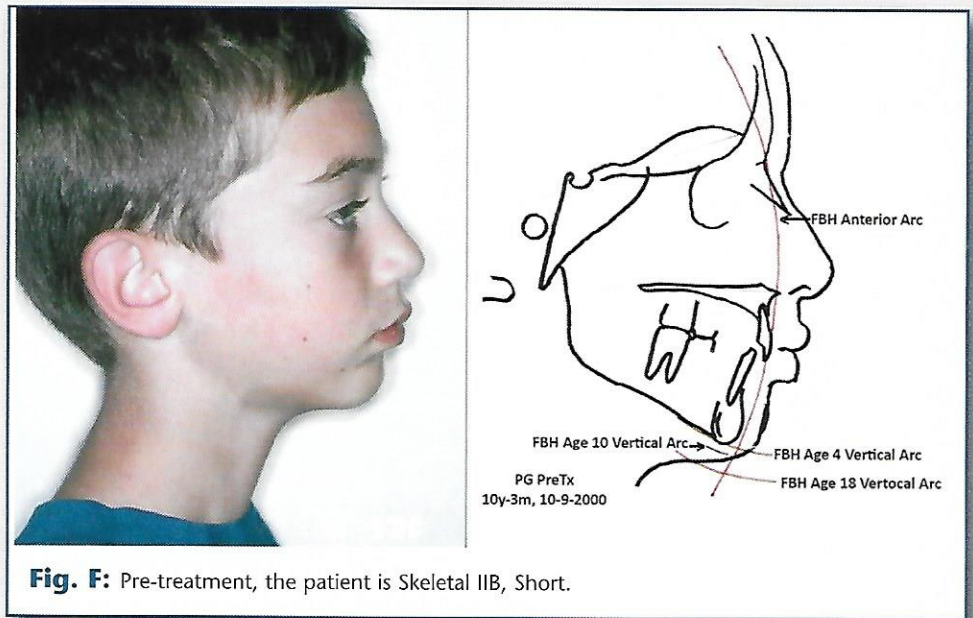 FBH Anterior Arc
FBH Age 10 Vertical Arc
FBH Age 4 Vertical Arc
FBH Age 18 Vertocal Arc
PG PreTx
10y-3m, 10-9-2000
Fig. F: Pre-treatment, the patient is Skeletal IIB, Short.